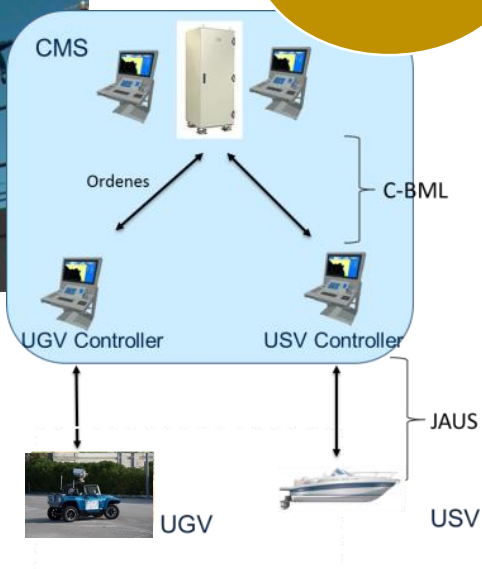 CMS
Ordenes
C-BML
UGV Controller
USV Controller
JAUS
UGV
USV